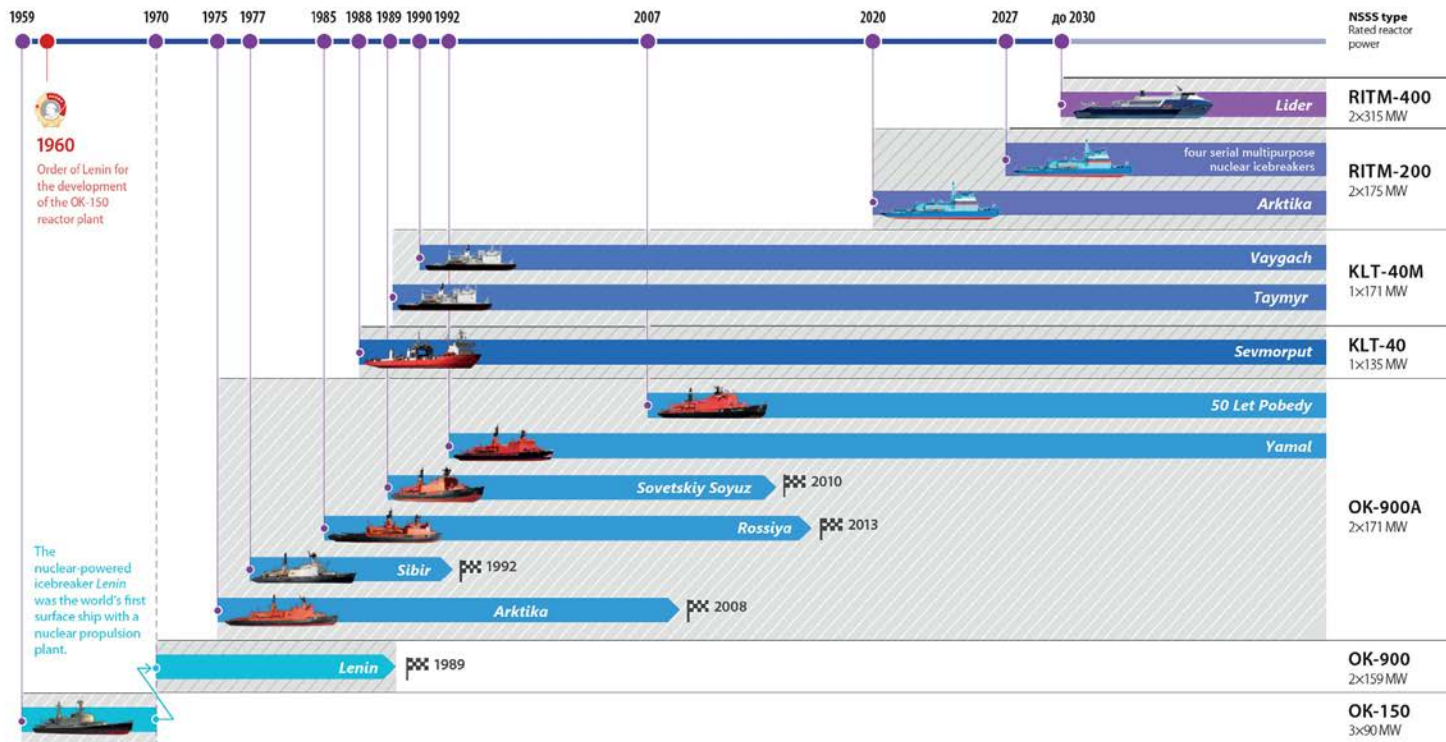 1959
1970
1975
1977
1985
1988
1989
1990
1992
2007
2020
2027
до 2030
NSSS type
Rated reactor
power
1960
Order of Lenin for
the development
of the OK-150
reactor plant
Lider
RITM-400
2×315 MW
four serial multipurpose
nuclear icebreakers
Arktika
RITM-200
2×175 MW
Vaygach
Taymyr
KLT-40M
1×171 MW
Sevmorput
KLT-40
1×135 MW
50 Let Pobedy
Yamal
Sovetskiy Soyuz
2010
Rossiya
2013
Sibir
1992
Arktika
2008
OK-900A
2×171 MW
The
nuclear-powered
icebreaker Lenin
was the world's first
surface ship with a
nuclear propulsion
plant.
Lenin
1989
OK-900
2×159 MW
OK-150
3×90 MW